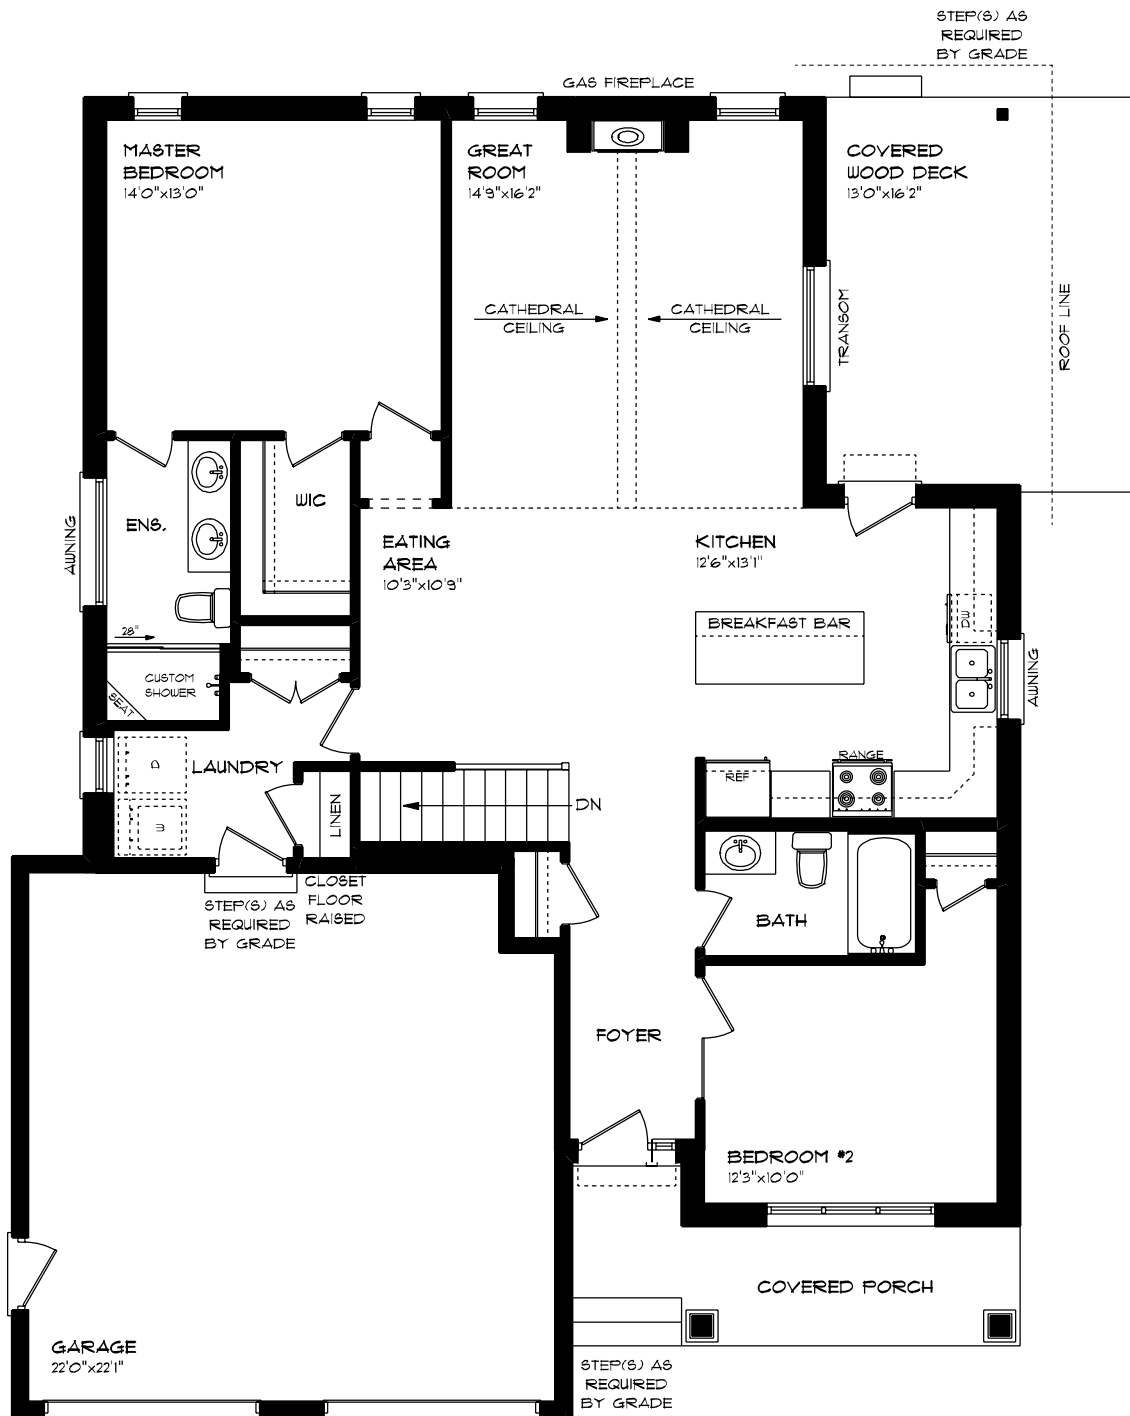 STEP(S) AS
REQUIRED
BY GRADE
GAS FIREPLACE
MASTER
BEDROOM
14'0"x13'0"
GREAT
ROOM
14'9"x16'2"
COVERED
WOOD DECK
13'0"x16'2"
CATHEDRAL
CEILING
CATHEDRAL
CEILING
TRANSOM
ROOF LINE
WIC
ENS.
AWNING
EATING
AREA
10'3"x10'9"
KITCHEN
12'6"x13'1"
BREAKFAST BAR
DW
28"
CUSTOM
SHOWER
SEAT
AWNING
D
LAUNDRY
RANGE
REF
W
LINEN
DN
CLOSET
FLOOR
RAISED
STEP(S) AS
REQUIRED
BY GRADE
BATH
FOYER
BEDROOM #2
12'3"x10'0"
COVERED PORCH
GARAGE
22'0"x22'1"
STEP(S) AS
REQUIRED
BY GRADE